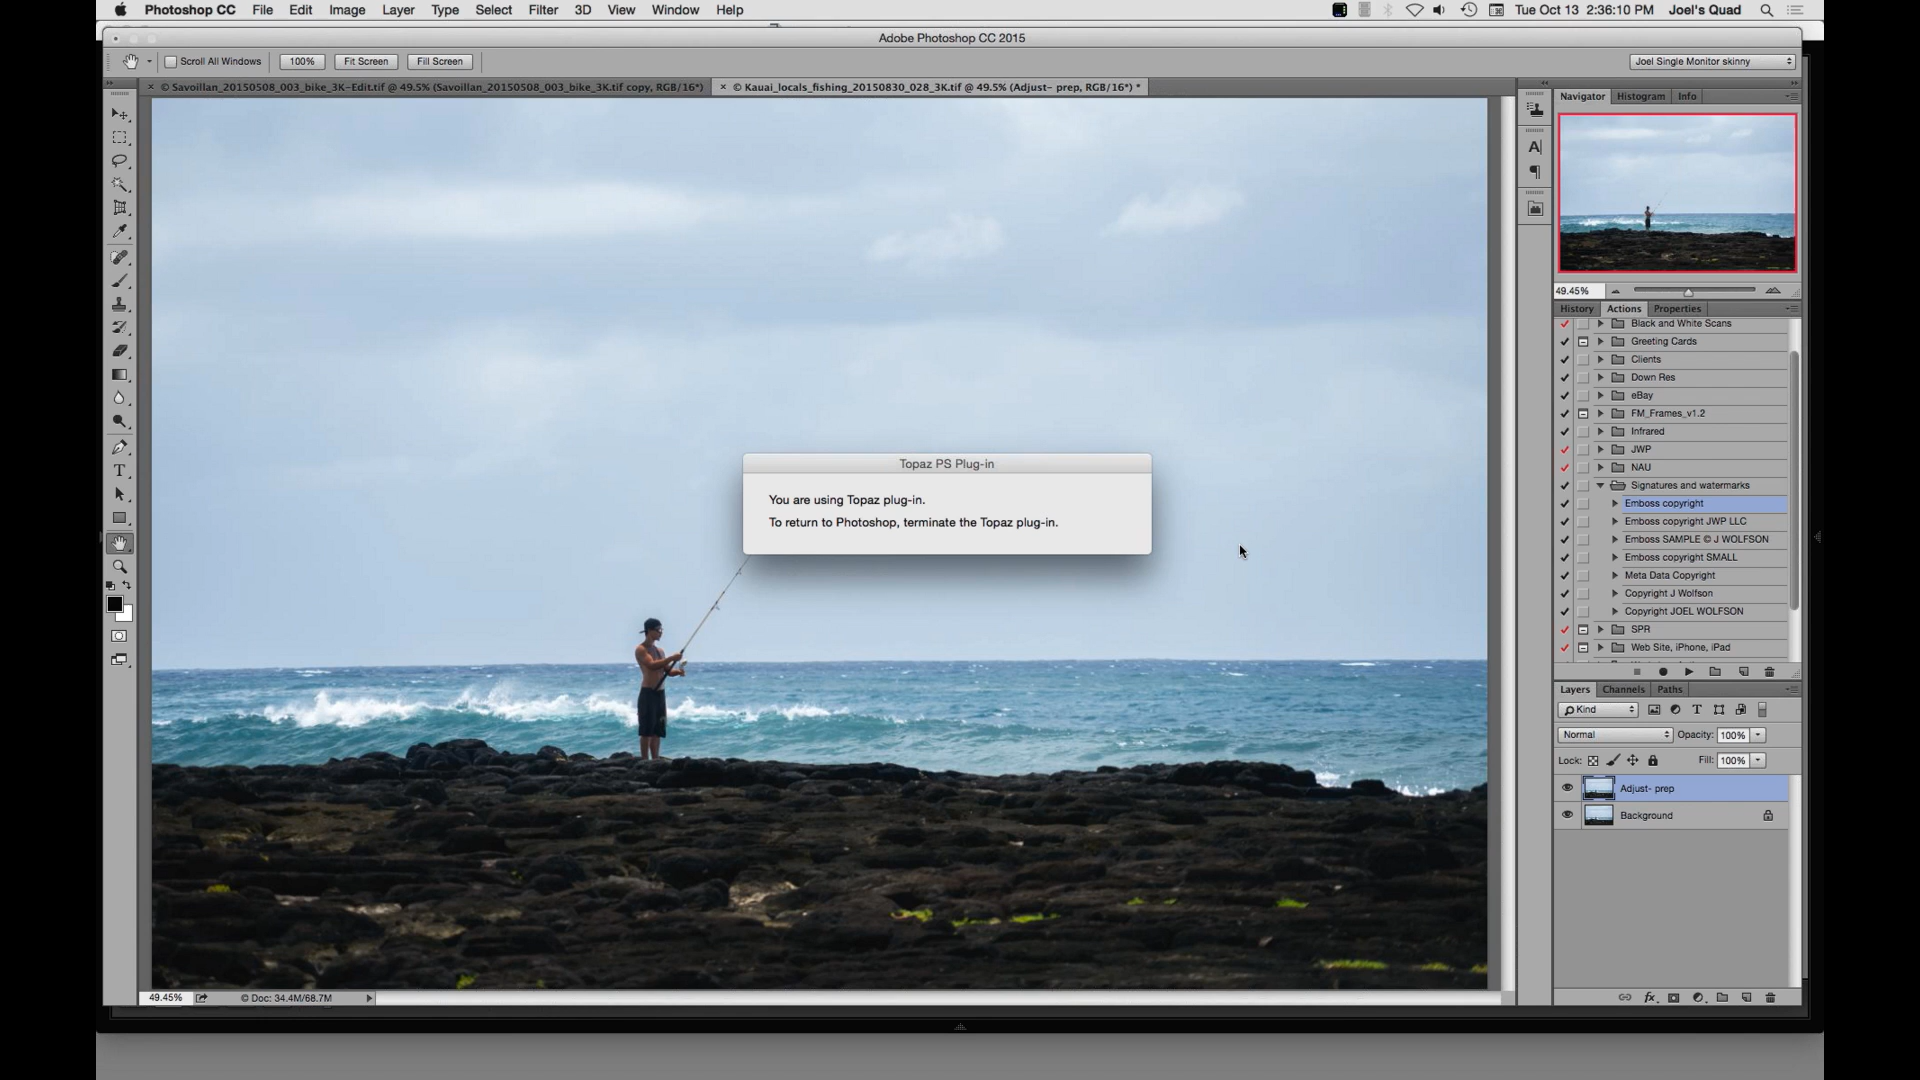 Photoshop CC File Edit Image Layer Type Select Filter 3D View Window Help Tue Oct 13 2:36:10 PM Joel's Quad
Adobe Photoshop CC 2015
Scroll All Windows 100% Fit Screen Fill Screen Joel Single Monitor skinny
© Savoillan_20150508_003_bike_3K-Edit.tif @ 49.5% (Savoillan_20150508_003_bike_3K.tif copy, RGB/16*) © Kauai_locals_fishing_20150830_028_3K.tif @ 49.5% (Adjust- prep, RGB/16*) *
Navigator Histogram Info
49.45%
History Actions Properties
Black and White Scans
Greeting Cards
Clients
Down Res
eBay
FM_Frames_v1.2
Infrared
JWP
NAU
Signatures and watermarks
Emboss copyright
Emboss copyright JWP LLC
Emboss SAMPLE © J WOLFSON
Emboss copyright SMALL
Meta Data Copyright
Copyright J Wolfson
Copyright JOEL WOLFSON
SPR
Web Site, iPhone, iPad
Topaz PS Plug-in
You are using Topaz plug-in.
To return to Photoshop, terminate the Topaz plug-in.
Layers Channels Paths
Kind
Normal Opacity: 100%
Lock: Fill: 100%
Adjust- prep
Background
49.45% © Doc: 34.4M/68.7M
fx